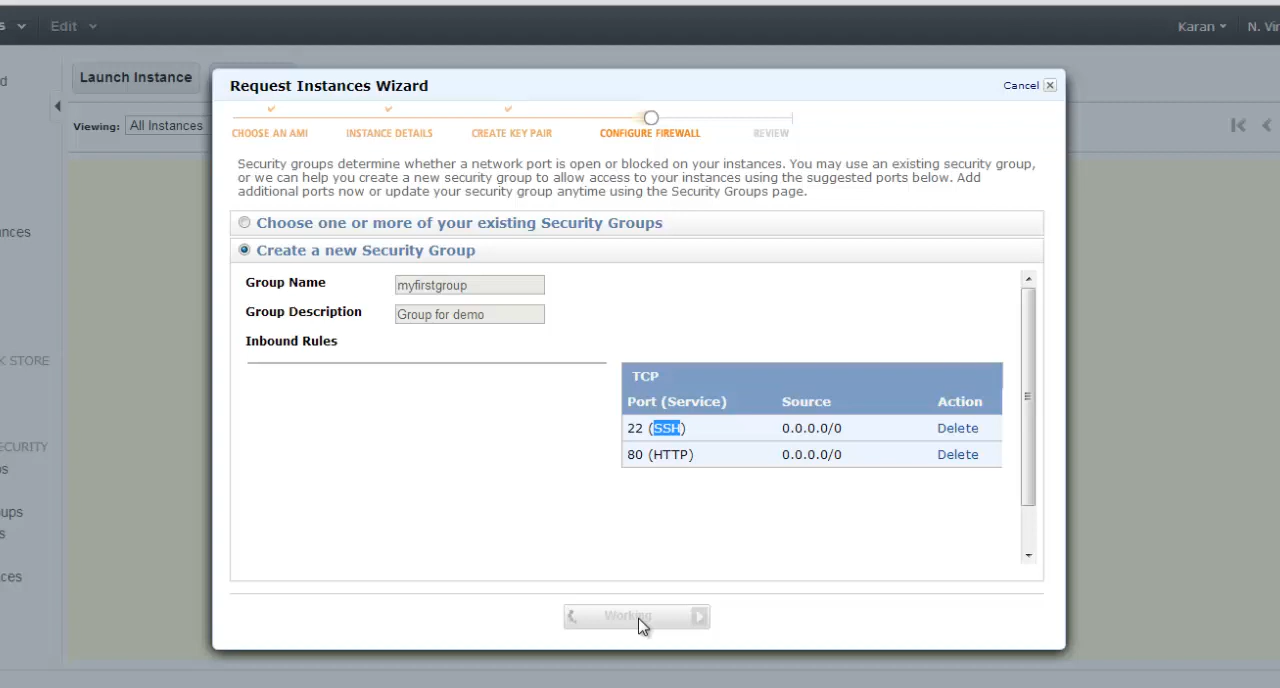 s Edit Karan N. Vir
d
Launch Instance
Viewing: All Instances
nces
K STORE
ECURITY
ps
oups
s
ces
Request Instances Wizard Cancel
CHOOSE AN AMI INSTANCE DETAILS CREATE KEY PAIR CONFIGURE FIREWALL REVIEW
Security groups determine whether a network port is open or blocked on your instances. You may use an existing security group,
or we can help you create a new security group to allow access to your instances using the suggested ports below. Add
additional ports now or update your security group anytime using the Security Groups page.
Choose one or more of your existing Security Groups
Create a new Security Group
Group Name myfirstgroup
Group Description Group for demo
Inbound Rules
TCP
Port (Service) Source Action
22 (SSH) 0.0.0.0/0 Delete
80 (HTTP) 0.0.0.0/0 Delete
Working